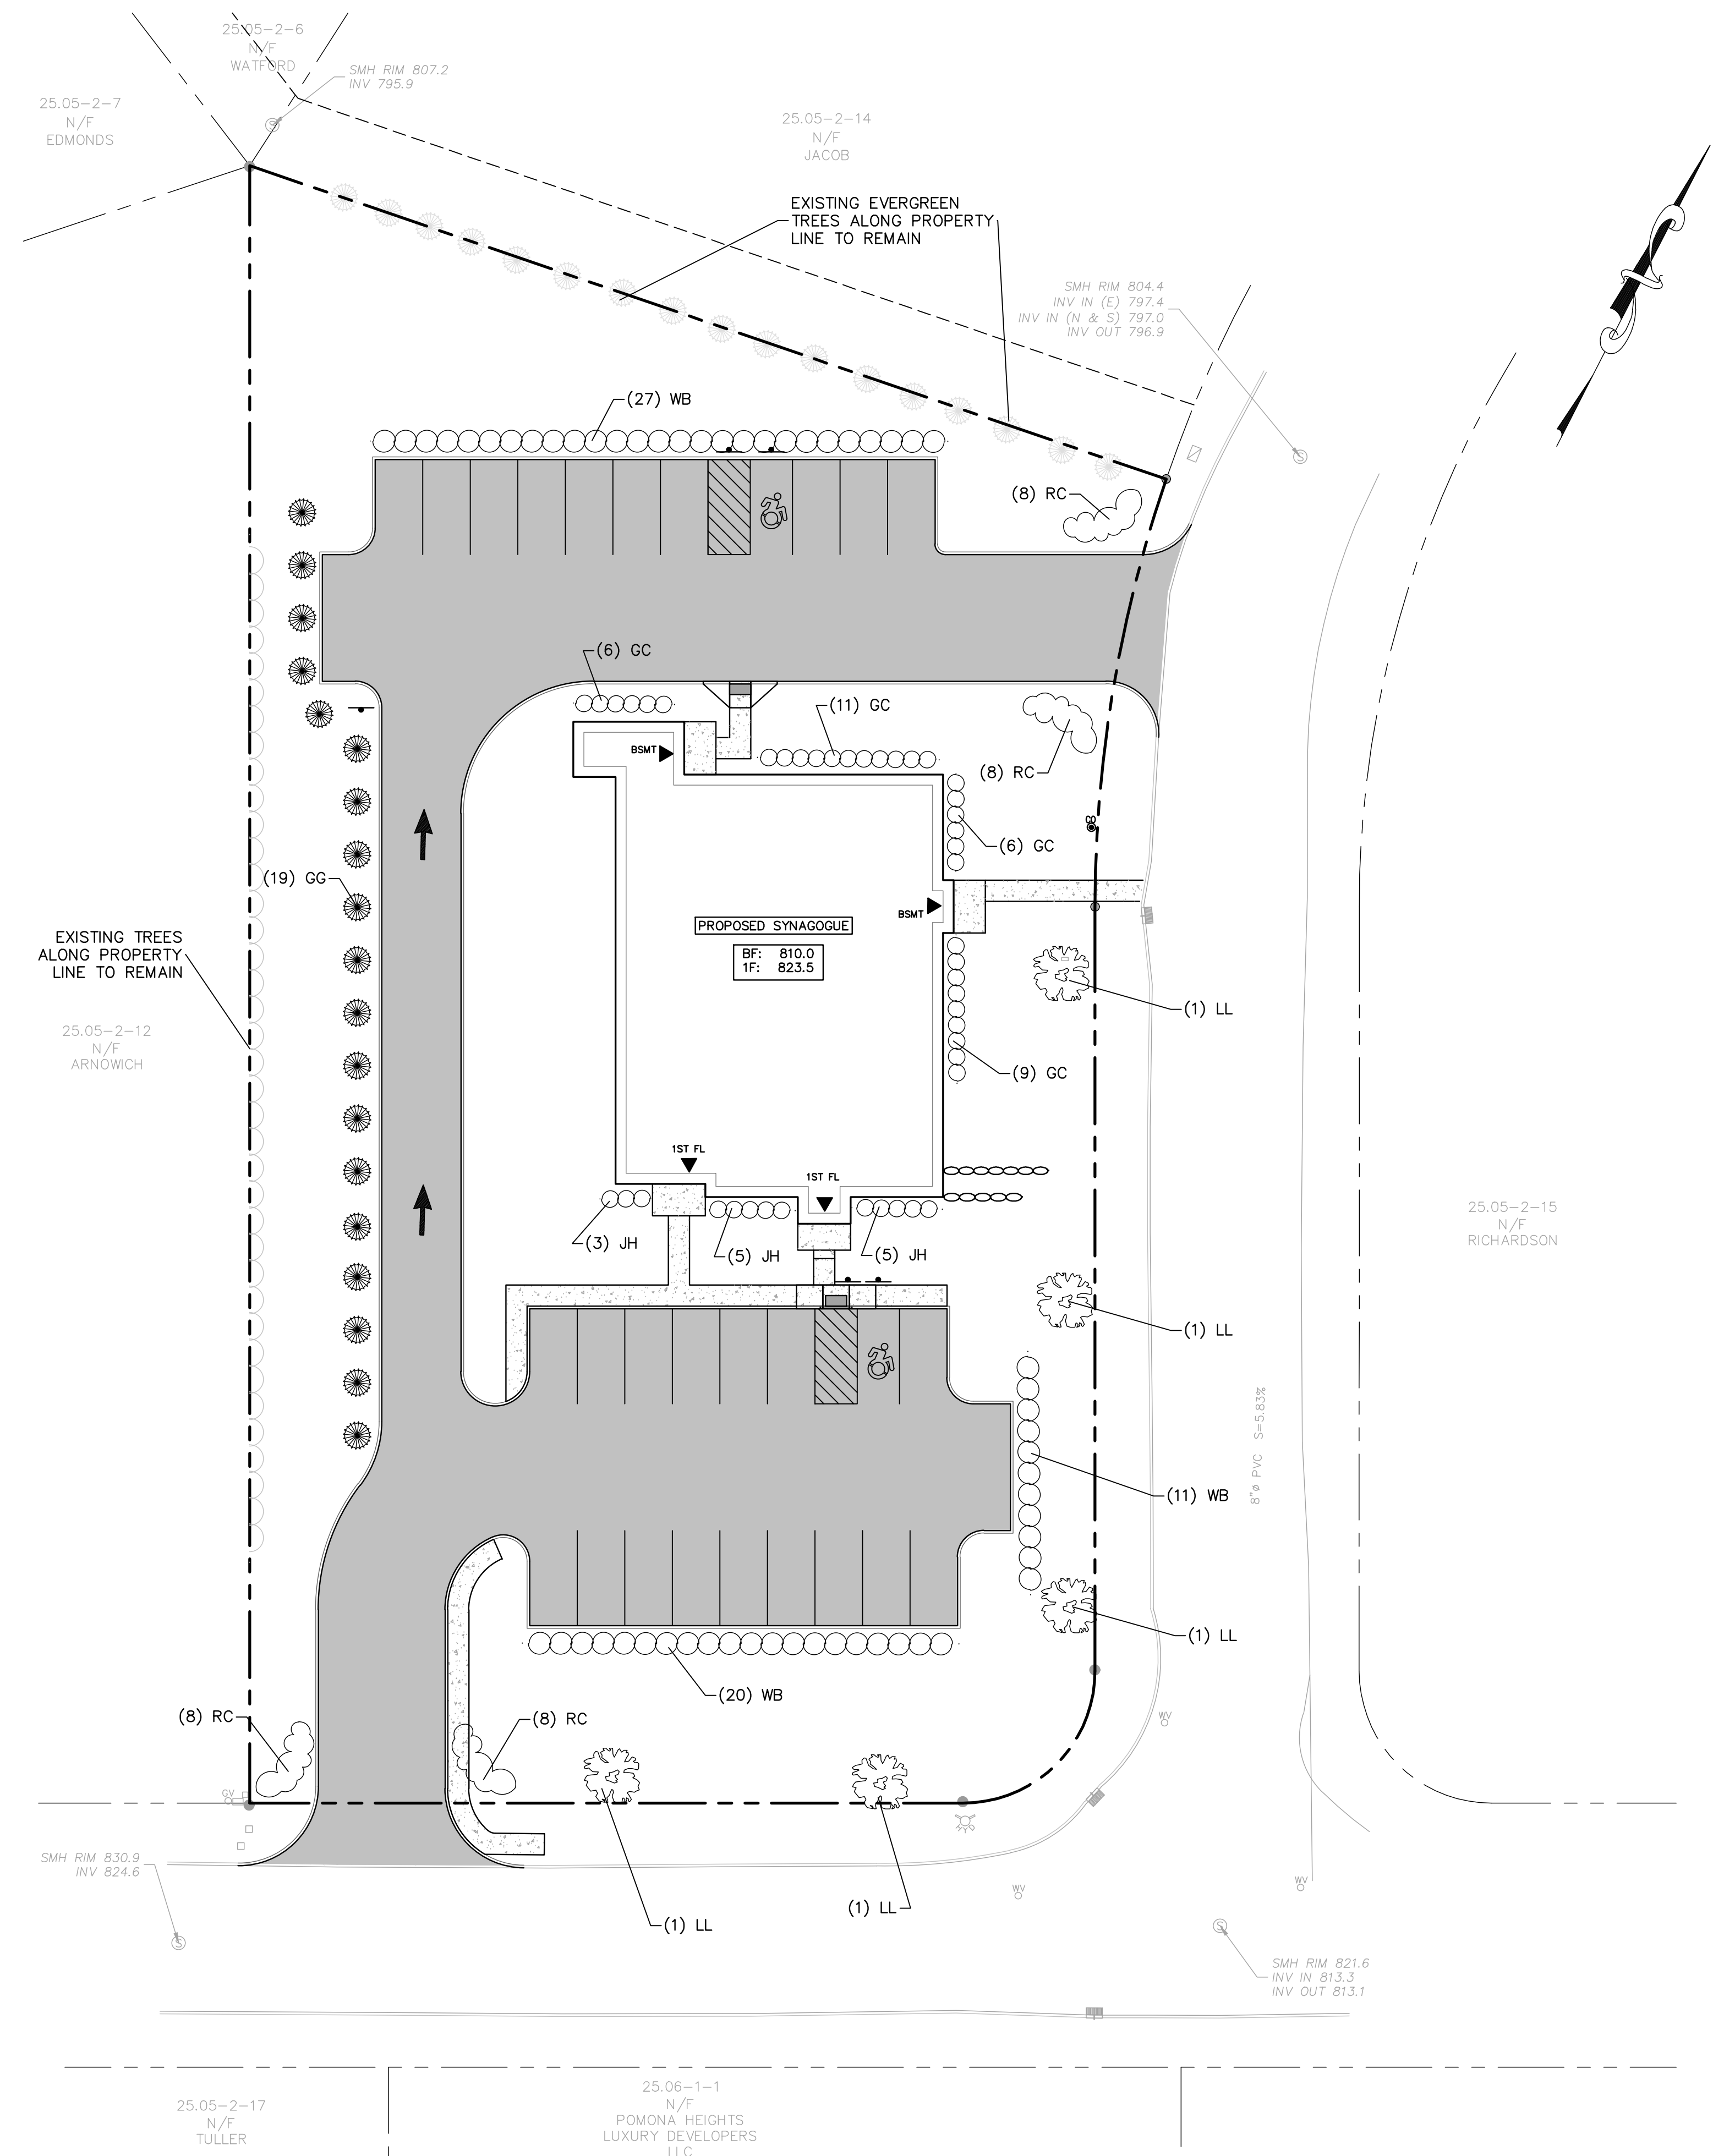 25.05-2-6
N/F
WATFORD
SMH RIM 807.2
INV 795.9
25.05-2-7
N/F
EDMONDS
25.05-2-14
N/F
JACOB
EXISTING EVERGREEN
TREES ALONG PROPERTY
LINE TO REMAIN
SMH RIM 804.4
INV IN (E) 797.4
INV IN (N & S) 797.0
INV OUT 796.9
S
S
(27) WB
(8) RC
(6) GC
(11) GC
BSMT
(8) RC
(6) GC
(19) GG
BSMT
PROPOSED SYNAGOGUE
BF: 810.0
1F: 823.5
EXISTING TREES
ALONG PROPERTY
LINE TO REMAIN
(1) LL
25.05-2-12
N/F
ARNOWICH
(9) GC
1ST FL
1ST FL
25.05-2-15
N/F
RICHARDSON
(3) JH
(5) JH
(5) JH
(1) LL
8"ø PVC S=5.83%
(11) WB
(1) LL
(20) WB
(8) RC
(8) RC
WV
GV
SMH RIM 830.9
INV 824.6
WV
WV
(1) LL
(1) LL
S
S
SMH RIM 821.6
INV IN 813.3
INV OUT 813.1
25.05-2-17
N/F
TULLER
25.06-1-1
N/F
POMONA HEIGHTS
LUXURY DEVELOPERS
LLC